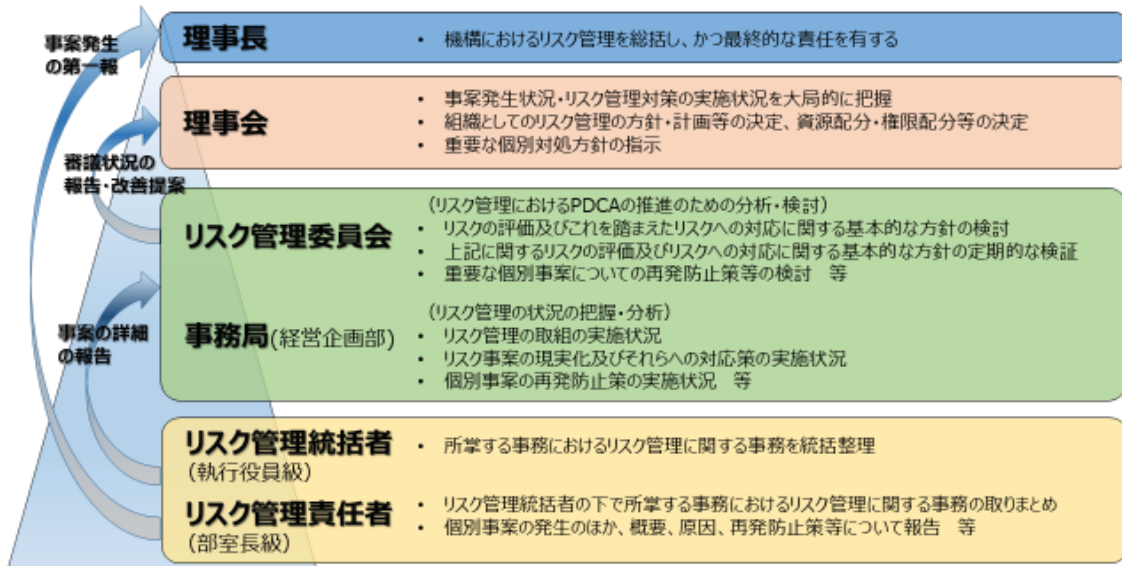 事案発生
の第一報
理事長
• 機構におけるリスク管理を総括し、かつ最終的な責任を有する
理事会
• 事案発生状況・リスク管理対策の実施状況を大局的に把握
• 組織としてのリスク管理の方針・計画等の決定、資源配分・権限配分等の決定
• 重要な個別対処方針の指示
審議状況の
報告・改善提案
リスク管理委員会
(リスク管理におけるPDCAの推進のための分析・検討)
• リスクの評価及びこれを踏まえたリスクへの対応に関する基本的な方針の検討
• 上記に関するリスクの評価及びリスクへの対応に関する基本的な方針の定期的な検証
• 重要な個別事案についての再発防止策等の検討　等
事案の詳細
の報告
事務局(経営企画部)
(リスク管理の状況の把握・分析)
• リスク管理の取組の実施状況
• リスク事案の現実化及びそれらへの対応策の実施状況
• 個別事案の再発防止策の実施状況　等
リスク管理統括者
(執行役員級)
• 所掌する事務におけるリスク管理に関する事務を統括整理
リスク管理責任者
(部室長級)
• リスク管理統括者の下で所掌する事務におけるリスク管理に関する事務の取りまとめ
• 個別事案の発生のほか、概要、原因、再発防止策等について報告　等